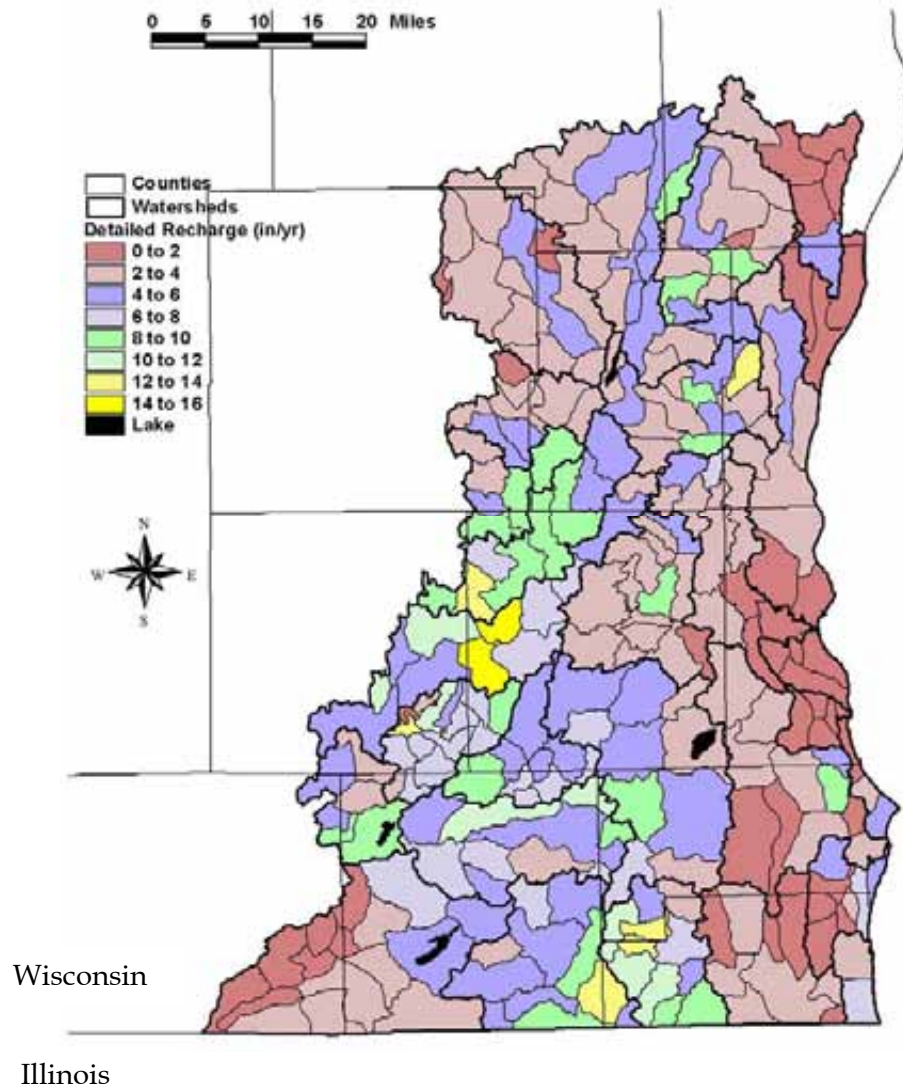 0 5 10 15 20 Miles
Counties
Watersheds
Detailed Recharge (in/yr)
0 to 2
2 to 4
4 to 6
6 to 8
8 to 10
10 to 12
12 to 14
14 to 16
Lake
N
W E
S
Wisconsin
Illinois